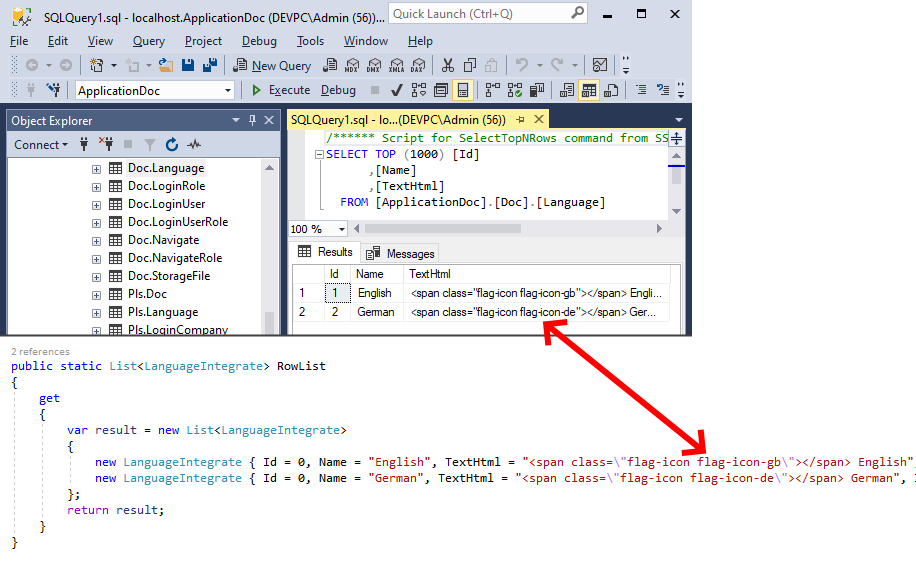 SQLQuery1.sql - localhost.ApplicationDoc (DEVPC\Admin (56))...
Quick Launch (Ctrl+Q)
File Edit View Query Project Debug Tools Window Help
New Query MDX DMX XMLA DAX
ApplicationDoc Execute Debug
Object Explorer
Connect
Doc.Language
Doc.LoginRole
Doc.LoginUser
Doc.LoginUserRole
Doc.Navigate
Doc.NavigateRole
Doc.StorageFile
Pls.Doc
Pls.Language
Pls.LoginCompany
SQLQuery1.sql - lo...(DEVPC\Admin (56))
/****** Script for SelectTopNRows command from SS
SELECT TOP (1000) [Id]
,[Name]
,[TextHtml]
FROM [ApplicationDoc].[Doc].[Language]
100 %
Results Messages
Id Name TextHtml
1 1 English <span class="flag-icon flag-icon-gb"></span> Engli...
2 2 German <span class="flag-icon flag-icon-de"></span> Ger...
2 references
public static List<LanguageIntegrate> RowList
{
get
{
var result = new List<LanguageIntegrate>
{
new LanguageIntegrate { Id = 0, Name = "English", TextHtml = "<span class=\"flag-icon flag-icon-gb\"></span> English",
new LanguageIntegrate { Id = 0, Name = "German", TextHtml = "<span class=\"flag-icon flag-icon-de\"></span> German",
};
return result;
}
}